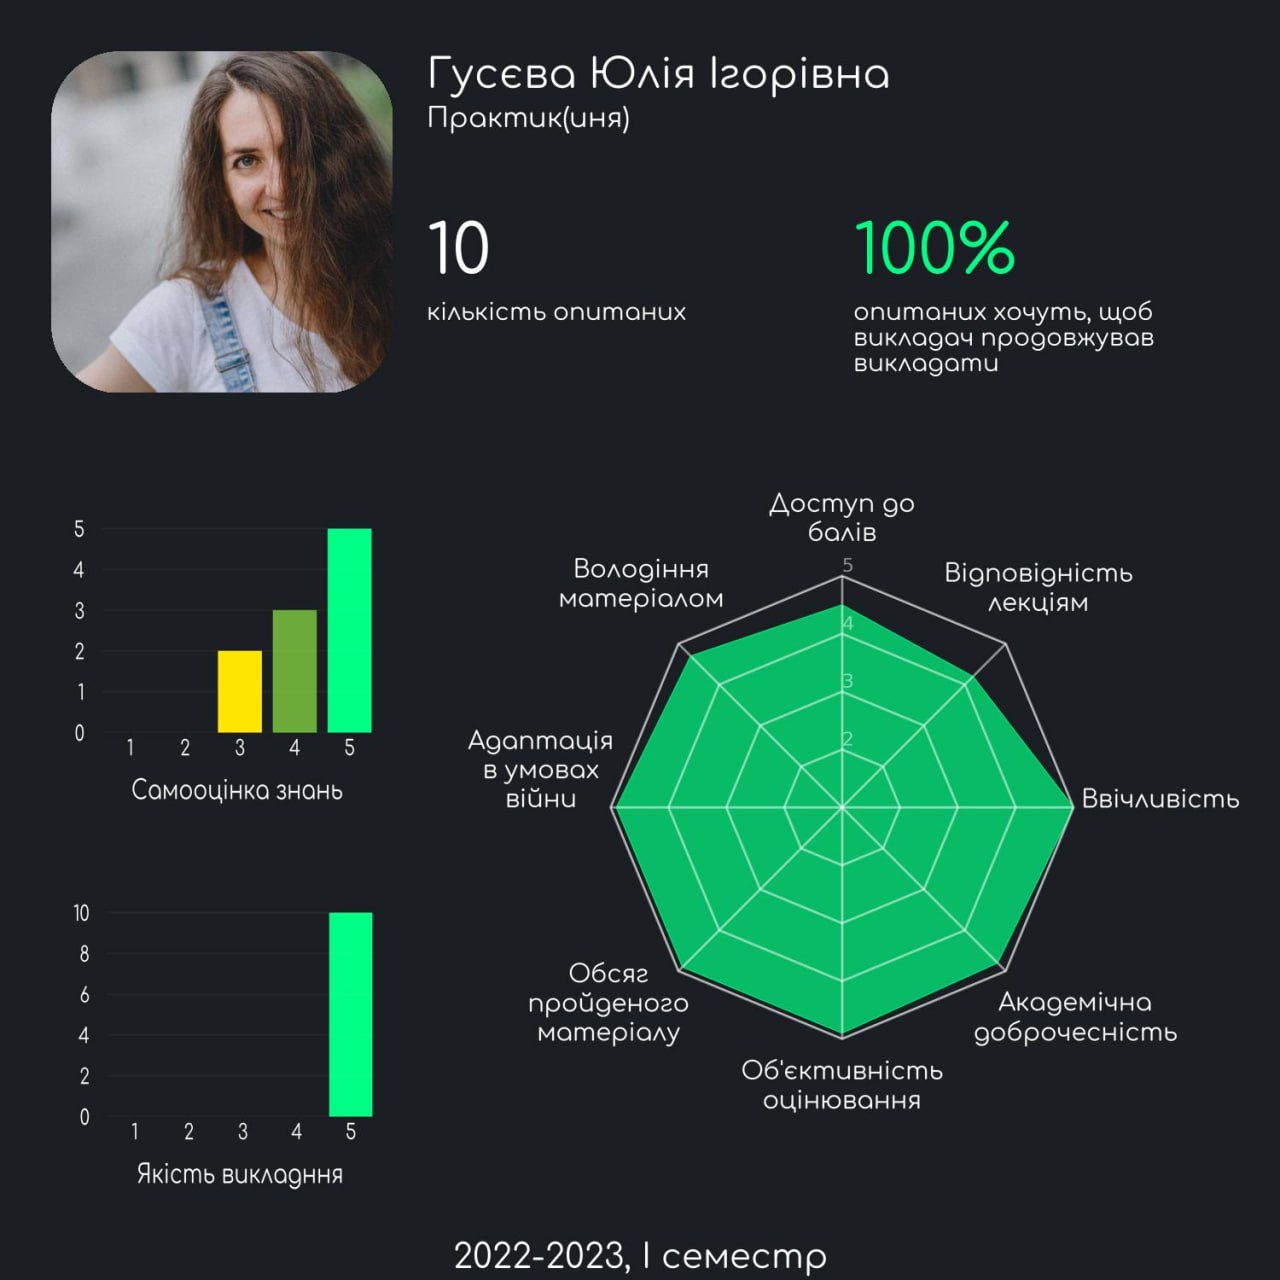 Гусєва Юлія Ігорівна
Практик(иня)
10
кількість опитаних
100%
опитаних хочуть, щоб
викладач продовжував
викладати
5
4
3
2
1
0
1 2 3 4 5
Самооцінка знань
10
8
6
4
2
0
1 2 3 4 5
Якість викладння
Доступ до
балів
Відповідність
лекціям
Ввічливість
Академічна
доброчесність
Об'єктивність
оцінювання
Обсяг
пройденого
матеріалу
Адаптація
в умовах
війни
Володіння
матеріалом
5
4
3
2
2022-2023, І семестр